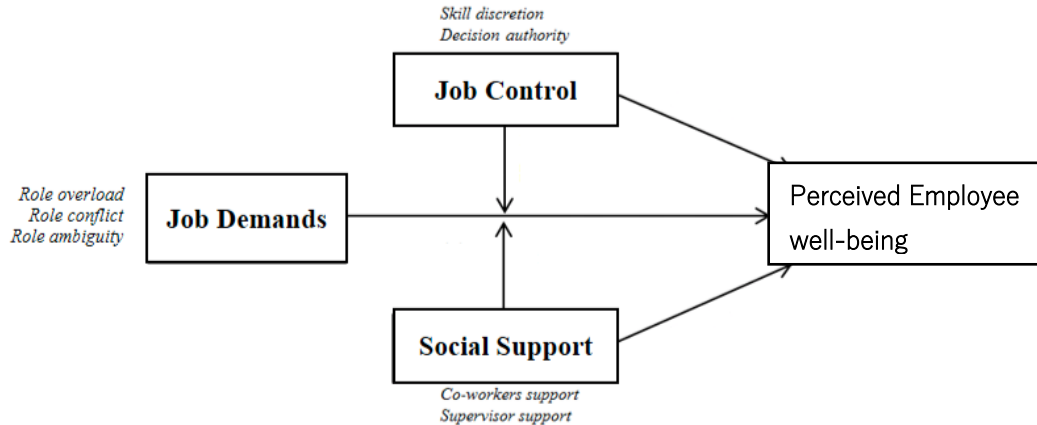 Skill discretion
Decision authority
Job Control
Role overload
Role conflict
Role ambiguity
Job Demands
Perceived Employee
well-being
Social Support
Co-workers support
Supervisor support